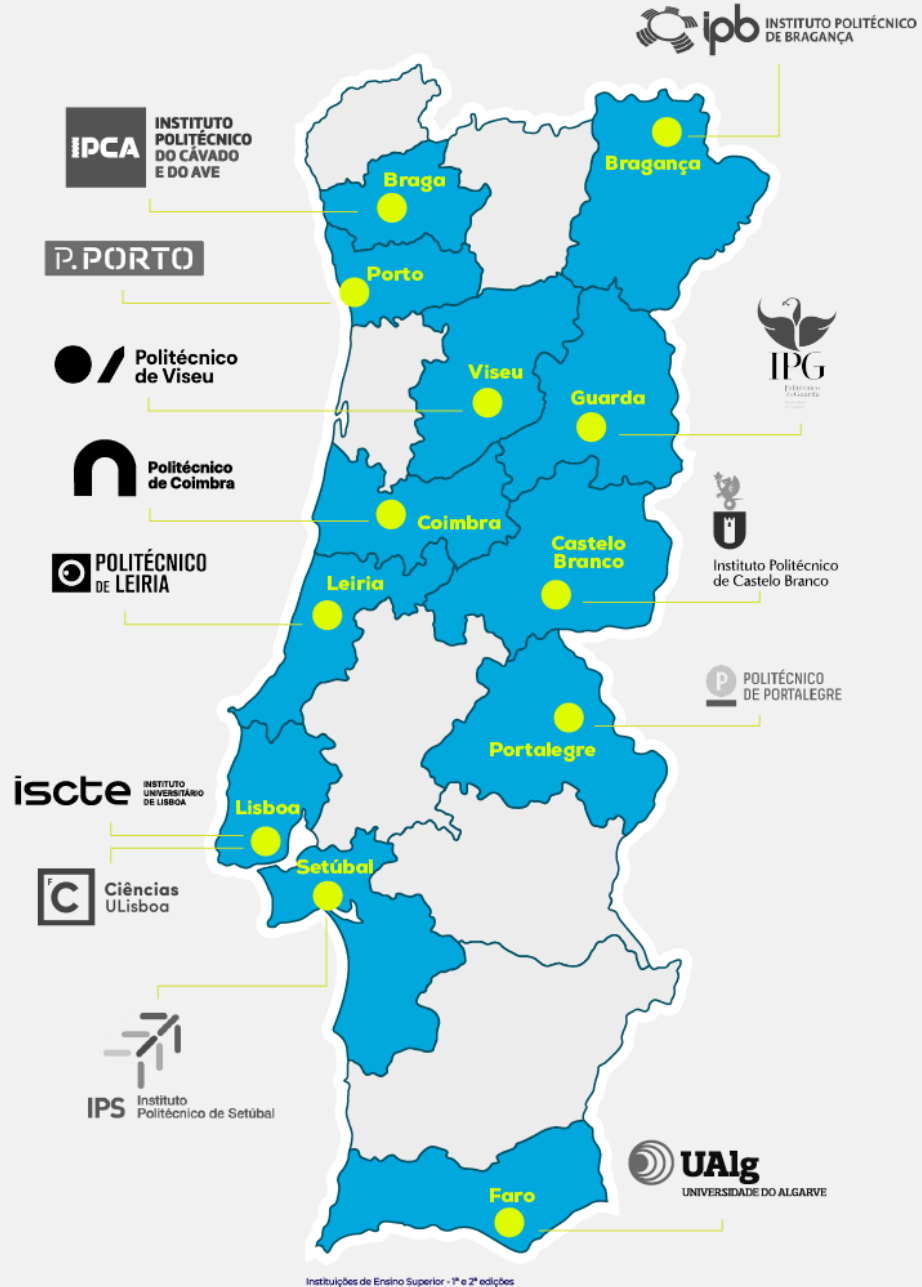 ipb INSTITUTO POLITÉCNICO
DE BRAGANÇA
IPCA
INSTITUTO
POLITÉCNICO
DO CÁVADO
E DO AVE
Bragança
Braga
P.PORTO
Porto
Politécnico
de Viseu
Viseu
IPG
Politécnico
da Guarda
Guarda
Politécnico
de Coimbra
Coimbra
Castelo
Branco
Instituto Politécnico
de Castelo Branco
POLITÉCNICO
DE LEIRIA
Leiria
P
POLITÉCNICO
DE PORTALEGRE
Portalegre
iscte
INSTITUTO
UNIVERSITÁRIO
DE LISBOA
Lisboa
F
C
Ciências
ULisboa
Setúbal
IPS
Instituto
Politécnico de Setúbal
UAlg
UNIVERSIDADE DO ALGARVE
Faro
Instituições de Ensino Superior - 1ª e 2ª edições